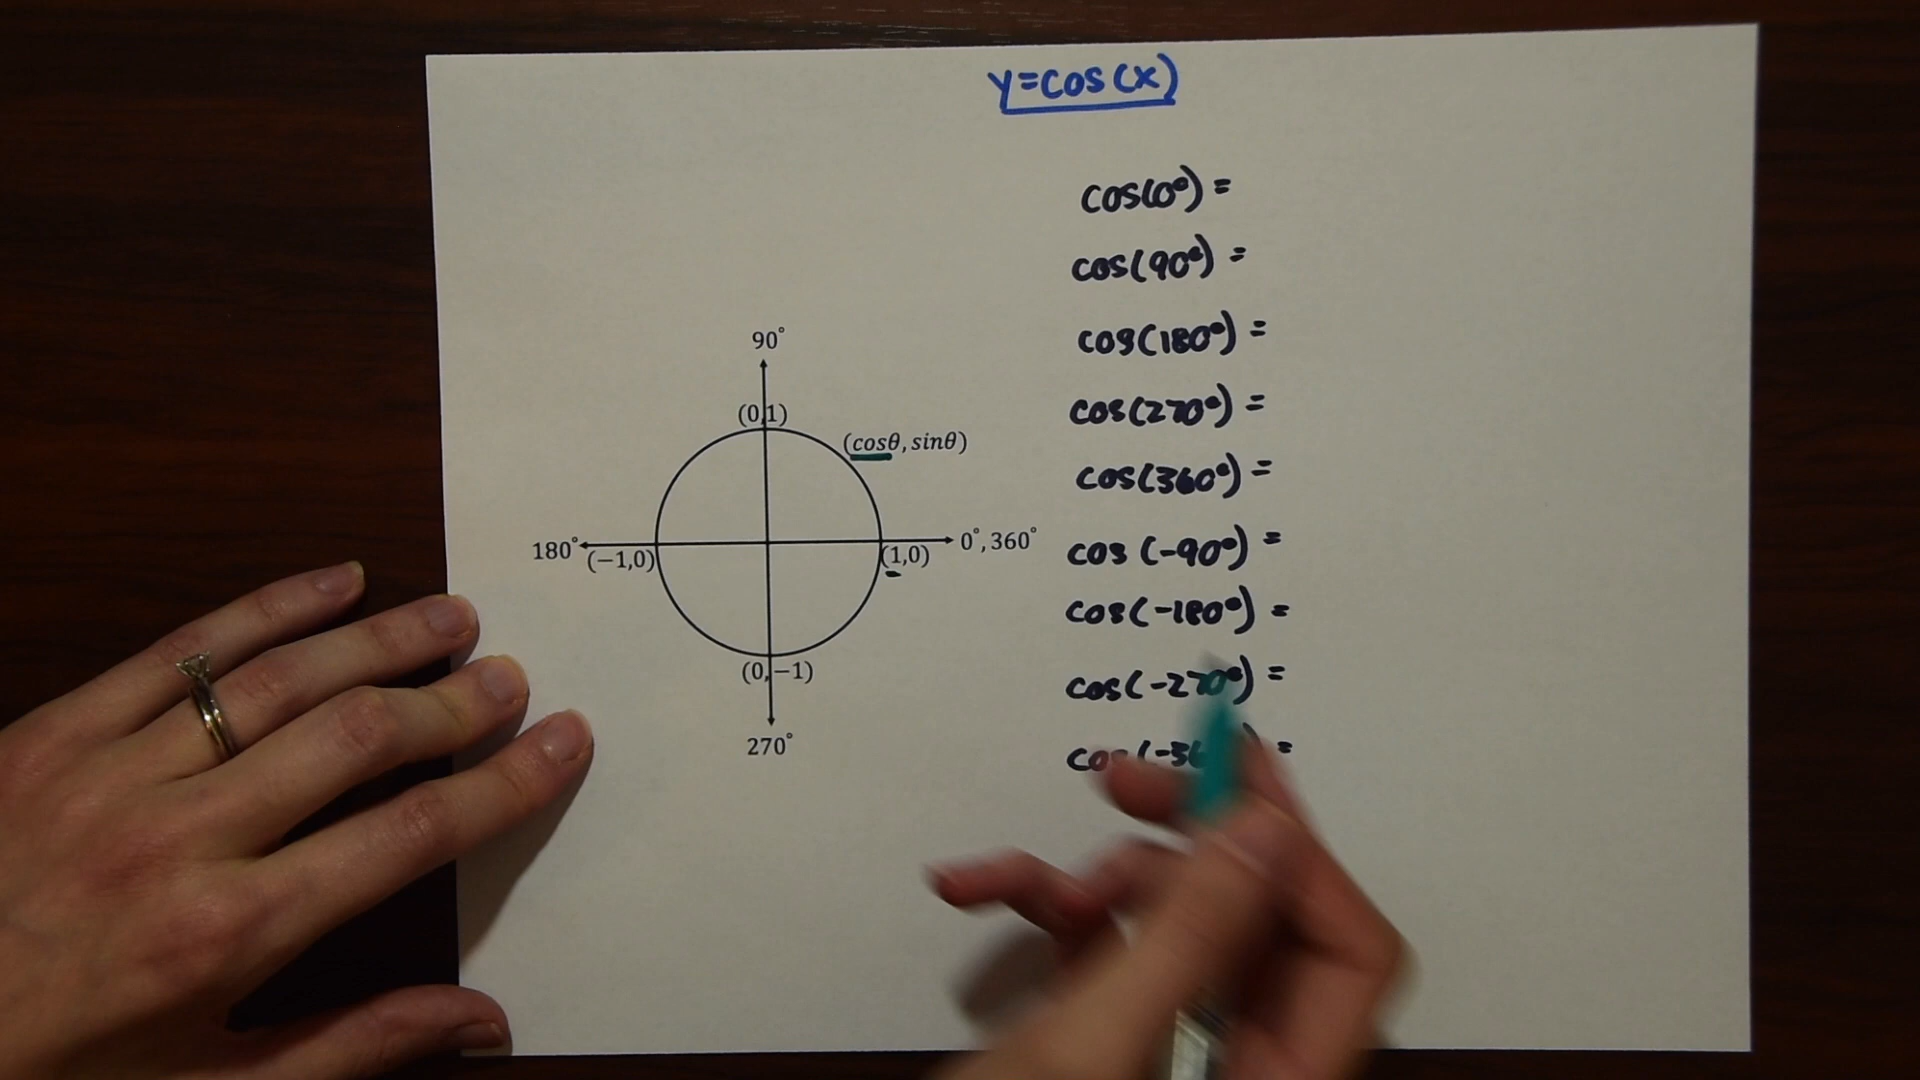 y=cos(x)
90°
(0,1)
(cosθ, sinθ)
180°
(−1,0)
(1,0)
0°, 360°
(0,−1)
270°
cos(0°) =
cos(90°) =
cos(180°) =
cos(270°) =
cos(360°) =
cos(-90°) =
cos(-180°) =
cos(-270°) =